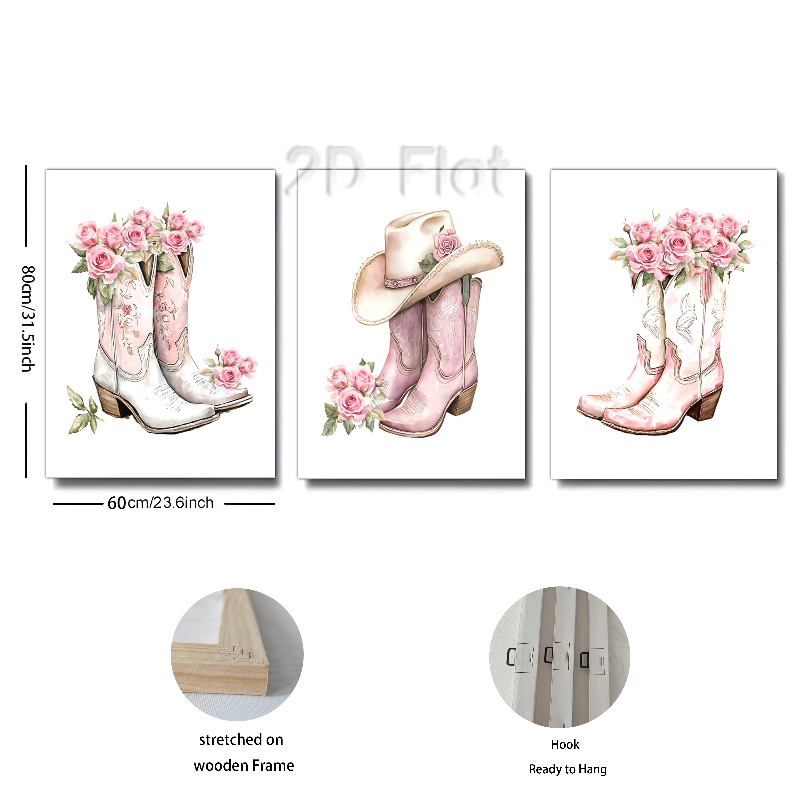 2D Flat
80cm/31.5inch
60cm/23.6inch
stretched on
wooden Frame
Hook
Ready to Hang